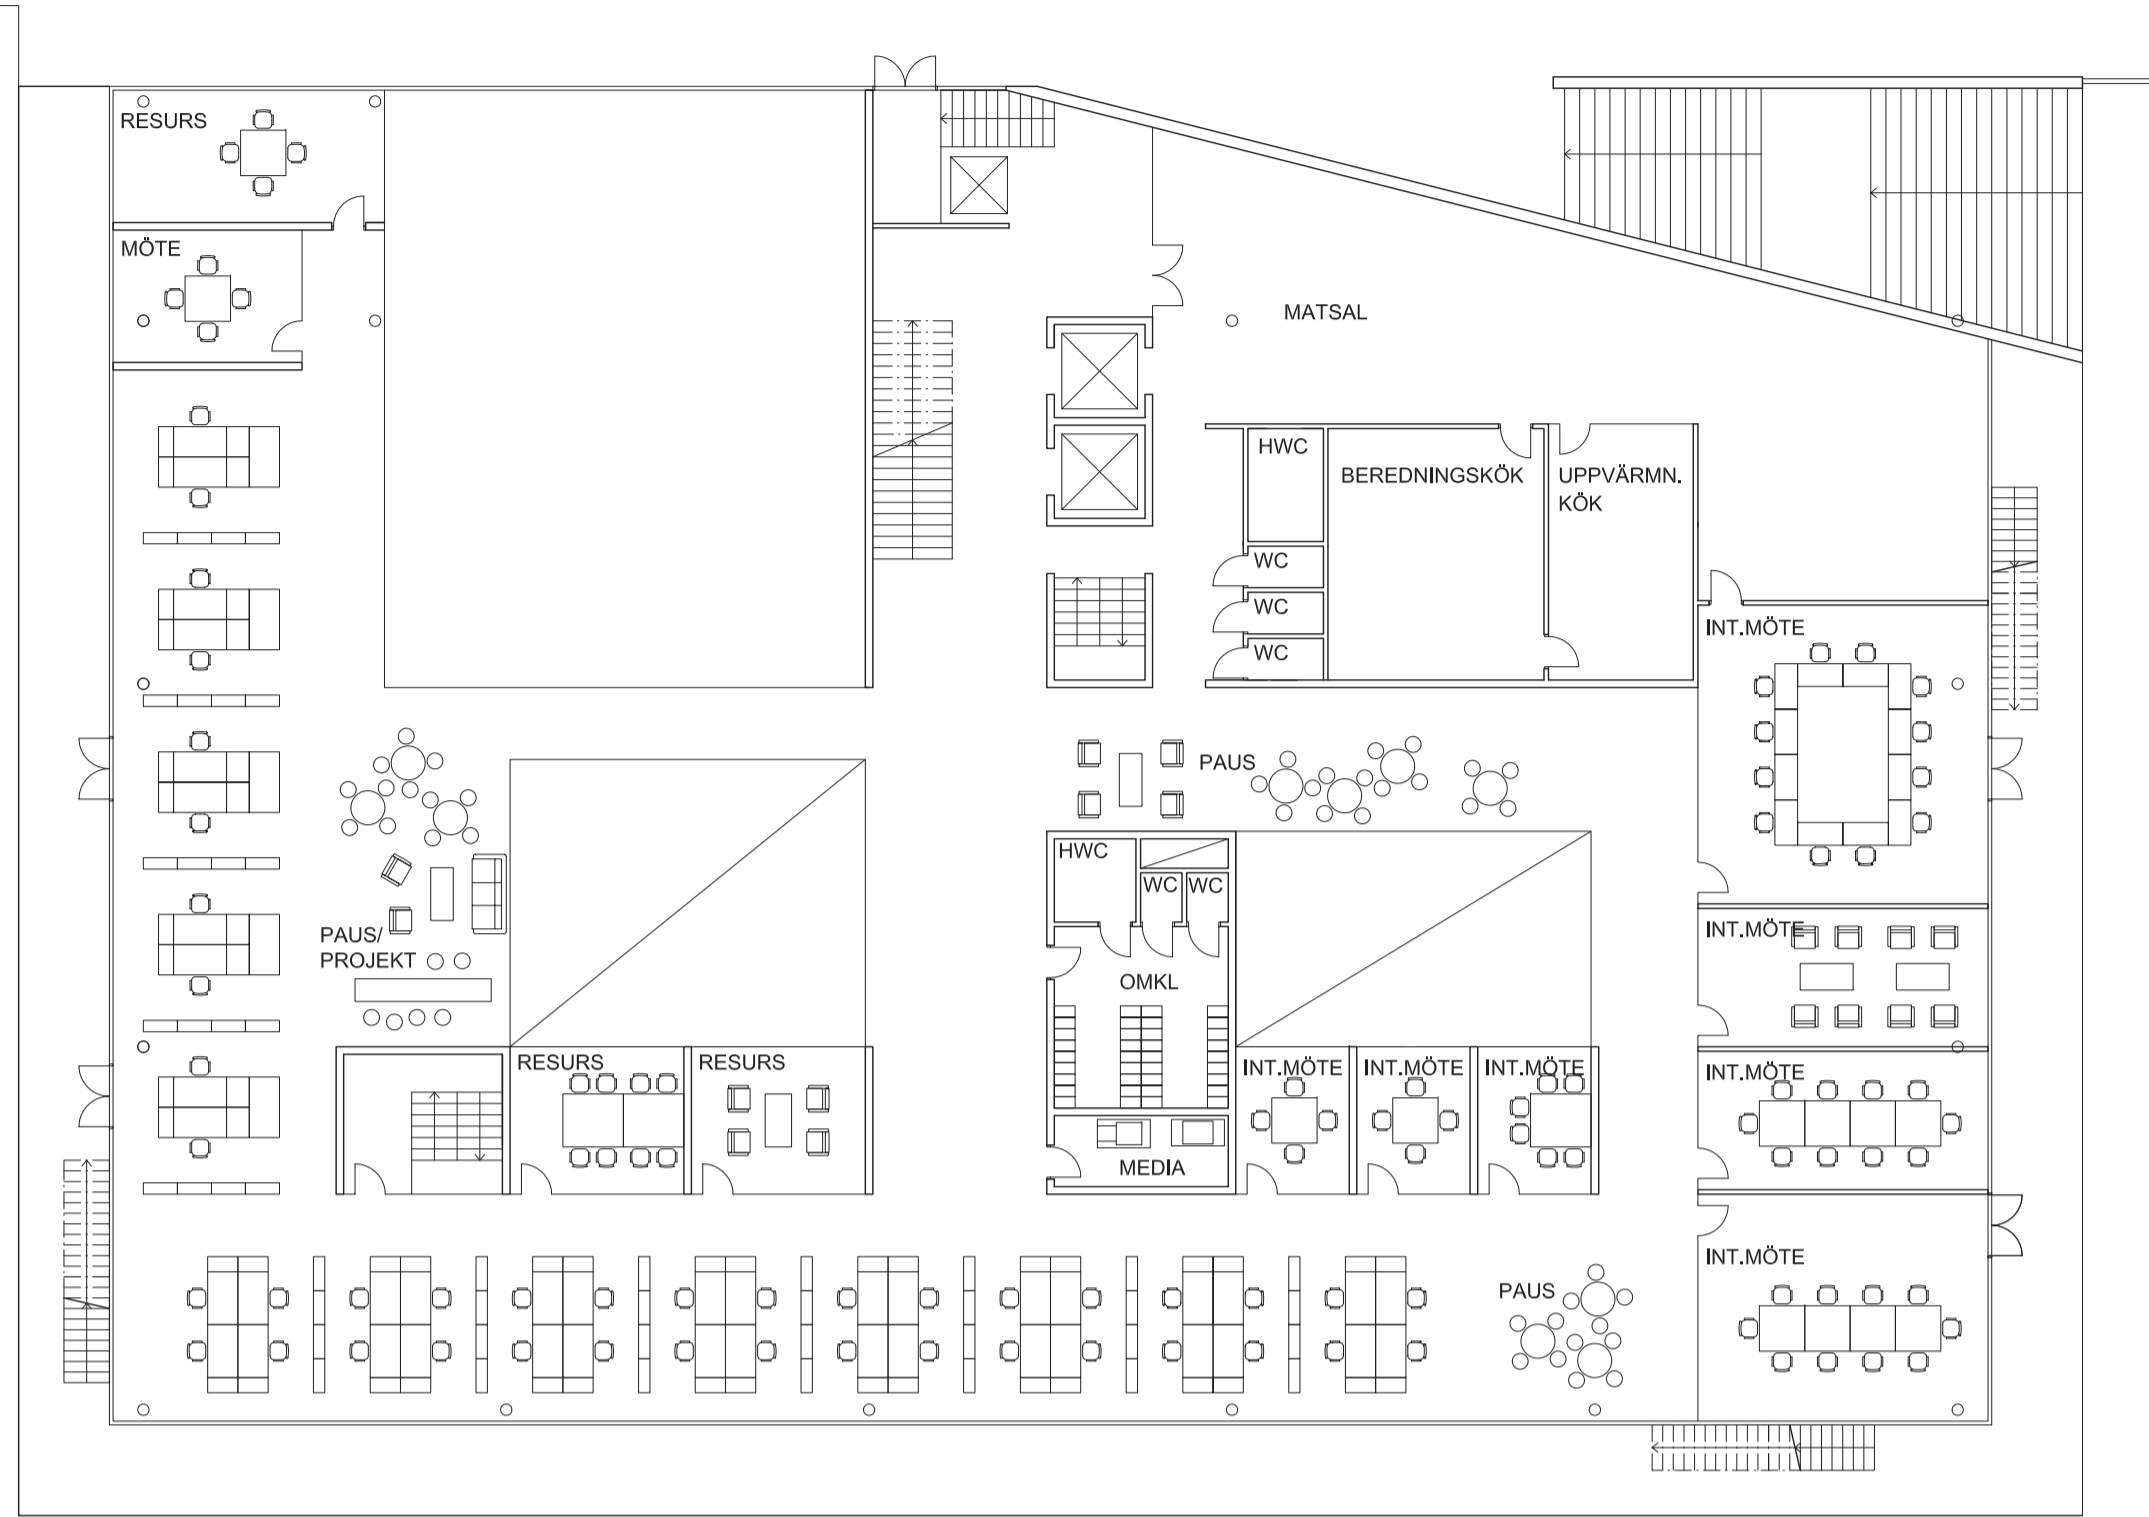 RESURS
MÖTE
MATSAL
HWC
BEREDNINGSKÖK
UPPVÄRMN.
KÖK
WC
WC
WC
INT.MÖTE
PAUS
HWC
WC
WC
INT.MÖTE
PAUS/
PROJEKT
OMKL
RESURS
RESURS
INT.MÖTE
INT.MÖTE
INT.MÖTE
INT.MÖTE
MEDIA
INT.MÖTE
PAUS